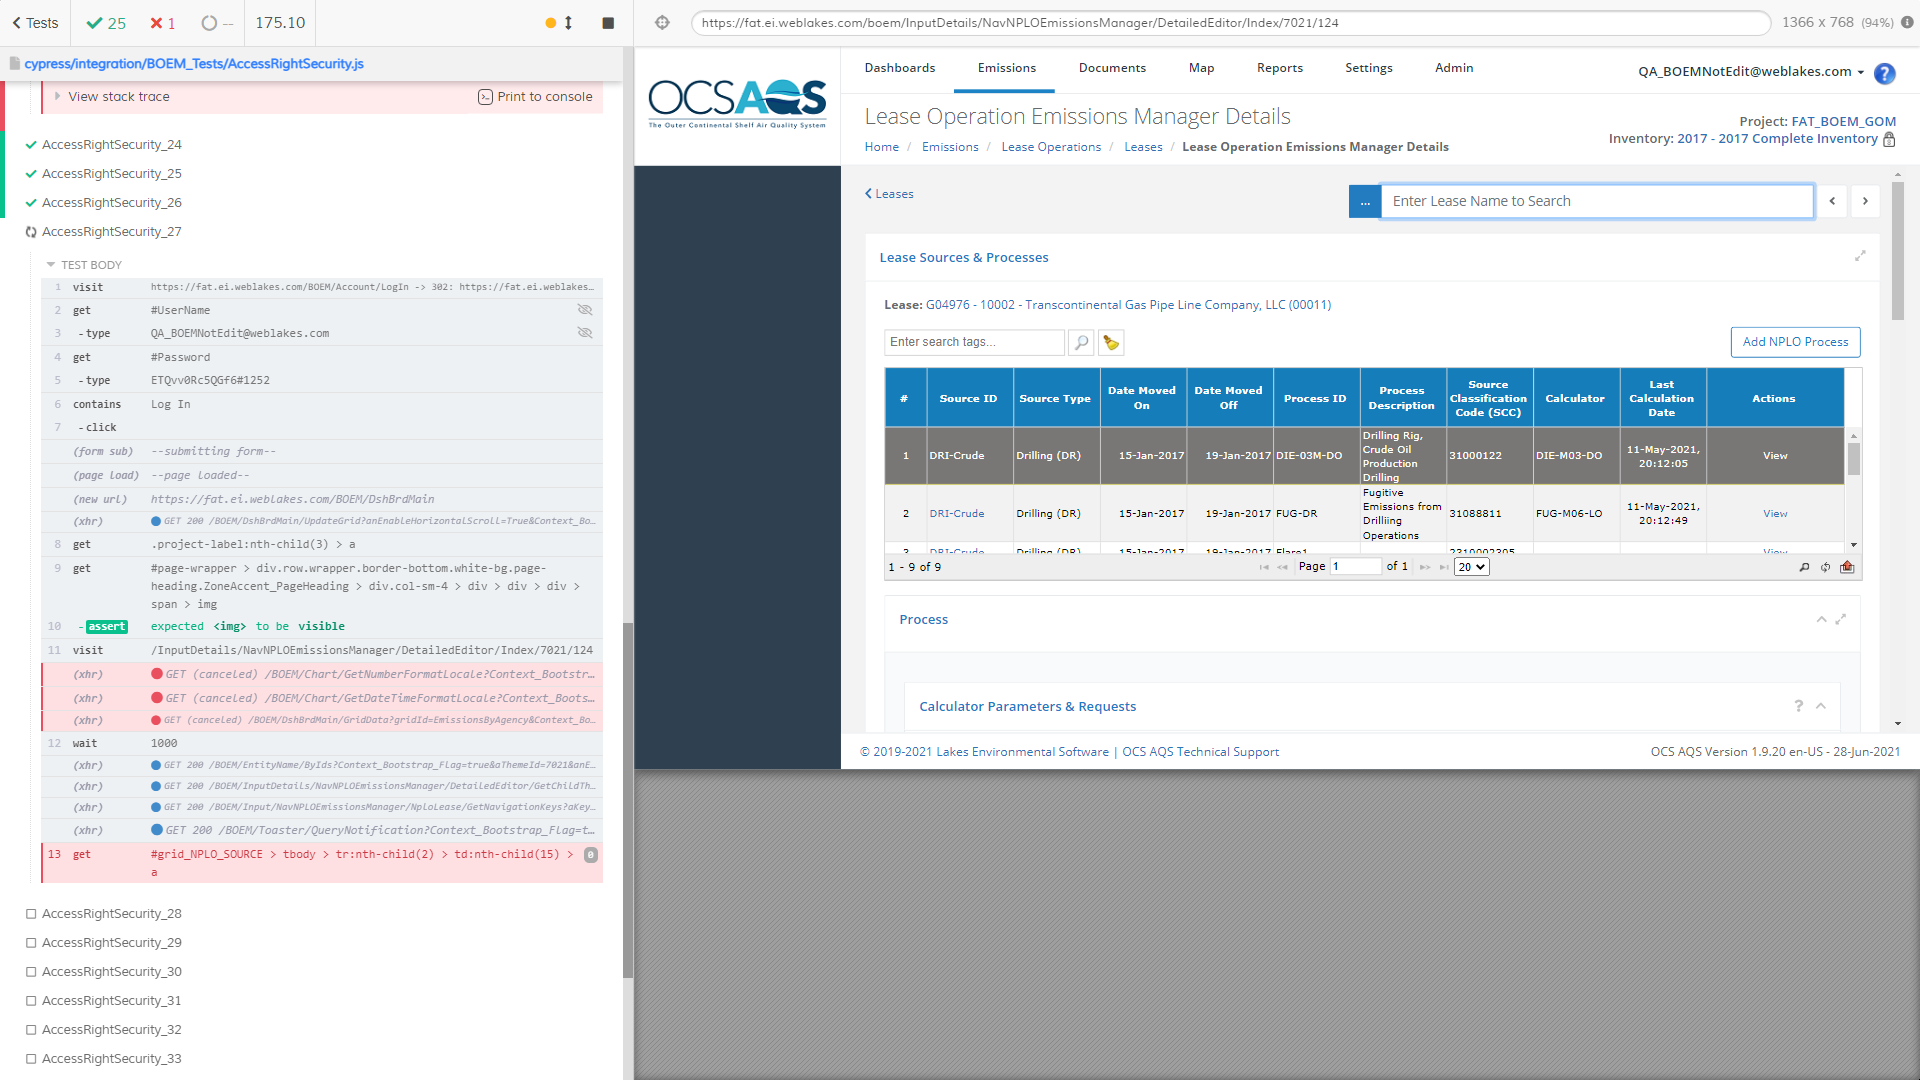 Tests
25
1
--
175.10
cypress/integration/BOEM_Tests/AccessRightSecurity.js
View stack trace
Print to console
AccessRightSecurity_24
AccessRightSecurity_25
AccessRightSecurity_26
AccessRightSecurity_27
TEST BODY
1 visit https://fat.ei.weblakes.com/BOEM/Account/LogIn -> 302: https://fat.ei.weblakes...
2 get #UserName
3 -type QA_BOEMNotEdit@weblakes.com
4 get #Password
5 -type ETQvv0Rc5QGf6#1252
6 contains Log In
7 -click
(form sub) --submitting form--
(page load) --page loaded--
(new url) https://fat.ei.weblakes.com/BOEM/DshBrdMain
(xhr) GET 200 /BOEM/DshBrdMain/UpdateGrid?anEnableHorizontalScroll=True&Context_Bo...
8 get .project-label:nth-child(3) > a
9 get #page-wrapper > div.row.wrapper.border-bottom.white-bg.page-
heading.ZoneAccent_PageHeading > div.col-sm-4 > div > div > div >
span > img
10 -assert expected <img> to be visible
11 visit /InputDetails/NavNPLOEmissionsManager/DetailedEditor/Index/7021/124
(xhr) GET (canceled) /BOEM/Chart/GetNumberFormatLocale?Context_Bootstr...
(xhr) GET (canceled) /BOEM/Chart/GetDateTimeFormatLocale?Context_Boots...
(xhr) GET (canceled) /BOEM/DshBrdMain/GridData?gridId=EmissionsByAgency&Context_Bo...
12 wait 1000
(xhr) GET 200 /BOEM/EntityName/ByIds?Context_Bootstrap_Flag=true&aThemeId=7021&anE...
(xhr) GET 200 /BOEM/InputDetails/NavNPLOEmissionsManager/DetailedEditor/GetChildTh...
(xhr) GET 200 /BOEM/Input/NavNPLOEmissionsManager/NploLease/GetNavigationKeys?aKey...
(xhr) GET 200 /BOEM/Toaster/QueryNotification?Context_Bootstrap_Flag=t...
13 get #grid_NPLO_SOURCE > tbody > tr:nth-child(2) > td:nth-child(15) > 0
a
AccessRightSecurity_28
AccessRightSecurity_29
AccessRightSecurity_30
AccessRightSecurity_31
AccessRightSecurity_32
AccessRightSecurity_33
https://fat.ei.weblakes.com/boem/InputDetails/NavNPLOEmissionsManager/DetailedEditor/Index/7021/124
1366 x 768 (94%)
OCSAQS
The Outer Continental Shelf Air Quality System
Dashboards Emissions Documents Map Reports Settings Admin
QA_BOEMNotEdit@weblakes.com ?
Lease Operation Emissions Manager Details
Project: FAT_BOEM_GOM
Inventory: 2017 - 2017 Complete Inventory
Home / Emissions / Lease Operations / Leases / Lease Operation Emissions Manager Details
Leases
... Enter Lease Name to Search
Lease Sources & Processes
Lease: G04976 - 10002 - Transcontinental Gas Pipe Line Company, LLC (00011)
Enter search tags...
Add NPLO Process
# Source ID Source Type Date Moved On Date Moved Off Process ID Process Description Source Classification Code (SCC) Calculator Last Calculation Date Actions
1 DRI-Crude Drilling (DR) 15-Jan-2017 19-Jan-2017 DIE-03M-DO Drilling Rig, Crude Oil Production Drilling 31000122 DIE-M03-DO 11-May-2021, 20:12:05 View
2 DRI-Crude Drilling (DR) 15-Jan-2017 19-Jan-2017 FUG-DR Fugitive Emissions from Drilling Operations 31088811 FUG-M06-LO 11-May-2021, 20:12:49 View
3 DRI-Crude Drilling (DR) 15-Jan-2017 19-Jan-2017 Flare1 2310002305 View
1 - 9 of 9
Page 1 of 1
20
Process
Calculator Parameters & Requests
?
© 2019-2021 Lakes Environmental Software | OCS AQS Technical Support
OCS AQS Version 1.9.20 en-US - 28-Jun-2021